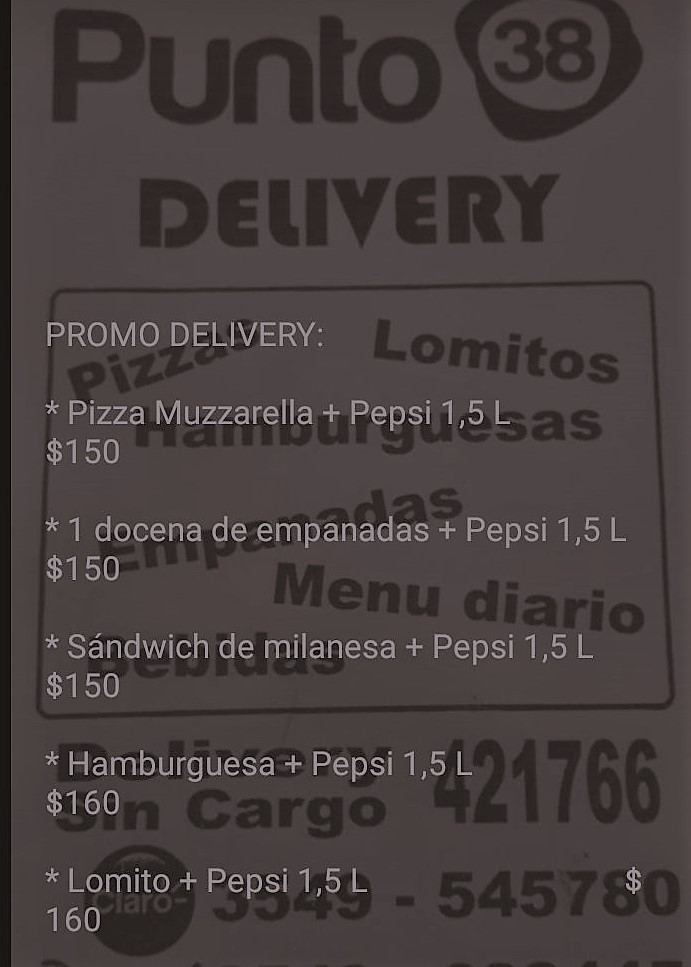 Punto 38
DELIVERY
PROMO DELIVERY:
Pizzas
Lomitos
* Pizza Muzzarella + Pepsi 1,5 L
Hamburguesas
$150
* 1 docena de empanadas + Pepsi 1,5 L
Empanadas
$150
Menu diario
* Sándwich de milanesa + Pepsi 1,5 L
Bebidas
$150
* Hamburguesa + Pepsi 1,5 L
Delivery 421766
$160
Sin Cargo
* Lomito + Pepsi 1,5 L $
Claro- 3549 - 545780
160